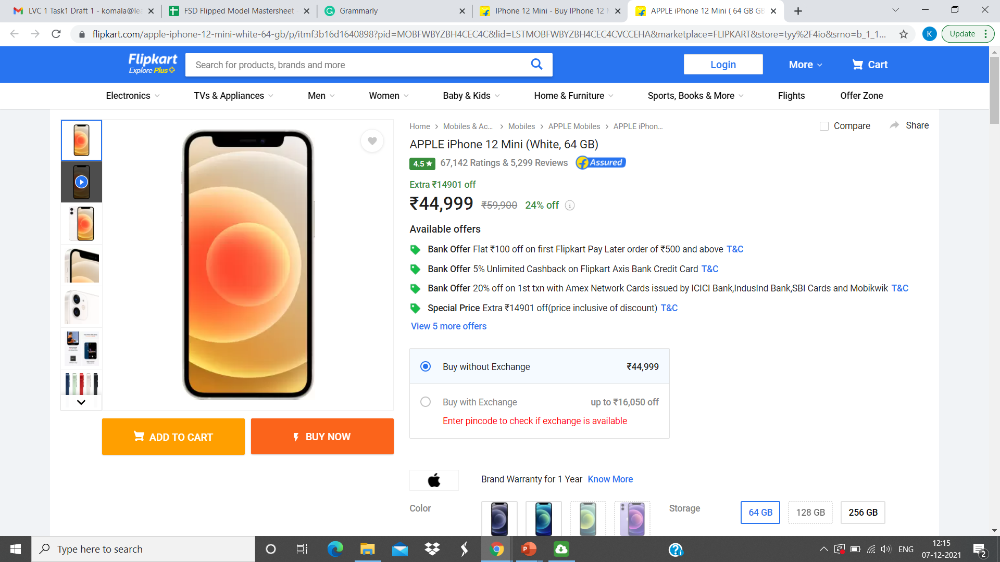 LVC 1 Task1 Draft 1 - komala@lea
FSD Flipped Model Mastersheet
Grammarly
IPhone 12 Mini - Buy IPhone 12 M
APPLE iPhone 12 Mini ( 64 GB GB
flipkart.com/apple-iphone-12-mini-white-64-gb/p/itmf3b16d1640898?pid=MOBFWBYZBH4CEC4C&lid=LSTMOBFWBYZBH4CEC4CVCCEHA&marketplace=FLIPKART&store=tyy%2F4io&srno=b_1_1...
K
Update
Flipkart
Explore Plus
Search for products, brands and more
Login
More
Cart
Electronics
TVs & Appliances
Men
Women
Baby & Kids
Home & Furniture
Sports, Books & More
Flights
Offer Zone
Home
Mobiles & Ac...
Mobiles
APPLE Mobiles
APPLE iPhon...
Compare
Share
APPLE iPhone 12 Mini (White, 64 GB)
4.5 ★
67,142 Ratings & 5,299 Reviews
Assured
Extra ₹14901 off
₹44,999 ₹59,900 24% off
Available offers
Bank Offer Flat ₹100 off on first Flipkart Pay Later order of ₹500 and above T&C
Bank Offer 5% Unlimited Cashback on Flipkart Axis Bank Credit Card T&C
Bank Offer 20% off on 1st txn with Amex Network Cards issued by ICICI Bank,IndusInd Bank,SBI Cards and Mobikwik T&C
Special Price Extra ₹14901 off(price inclusive of discount) T&C
View 5 more offers
Buy without Exchange ₹44,999
Buy with Exchange up to ₹16,050 off
Enter pincode to check if exchange is available
ADD TO CART
BUY NOW
Brand Warranty for 1 Year Know More
Color
Storage
64 GB
128 GB
256 GB
Type here to search
ENG
12:15
07-12-2021
2